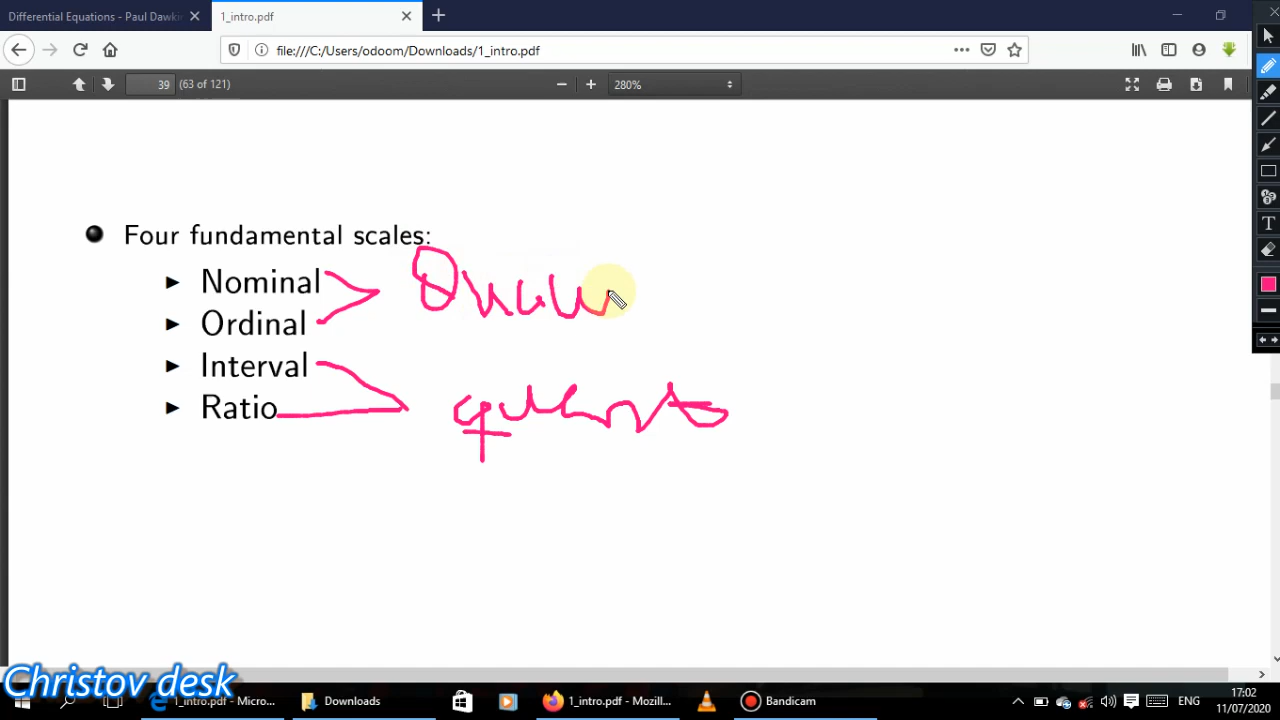 Differential Equations - Paul Dawki
1_intro.pdf
file:///C:/Users/odoom/Downloads/1_intro.pdf
39 (63 of 121)
280%
Four fundamental scales:
Nominal
Ordinal
Interval
Ratio
Christov desk
1_intro.pdf - Micro...
Downloads
1_intro.pdf - Mozill...
Bandicam
ENG
17:02
11/07/2020